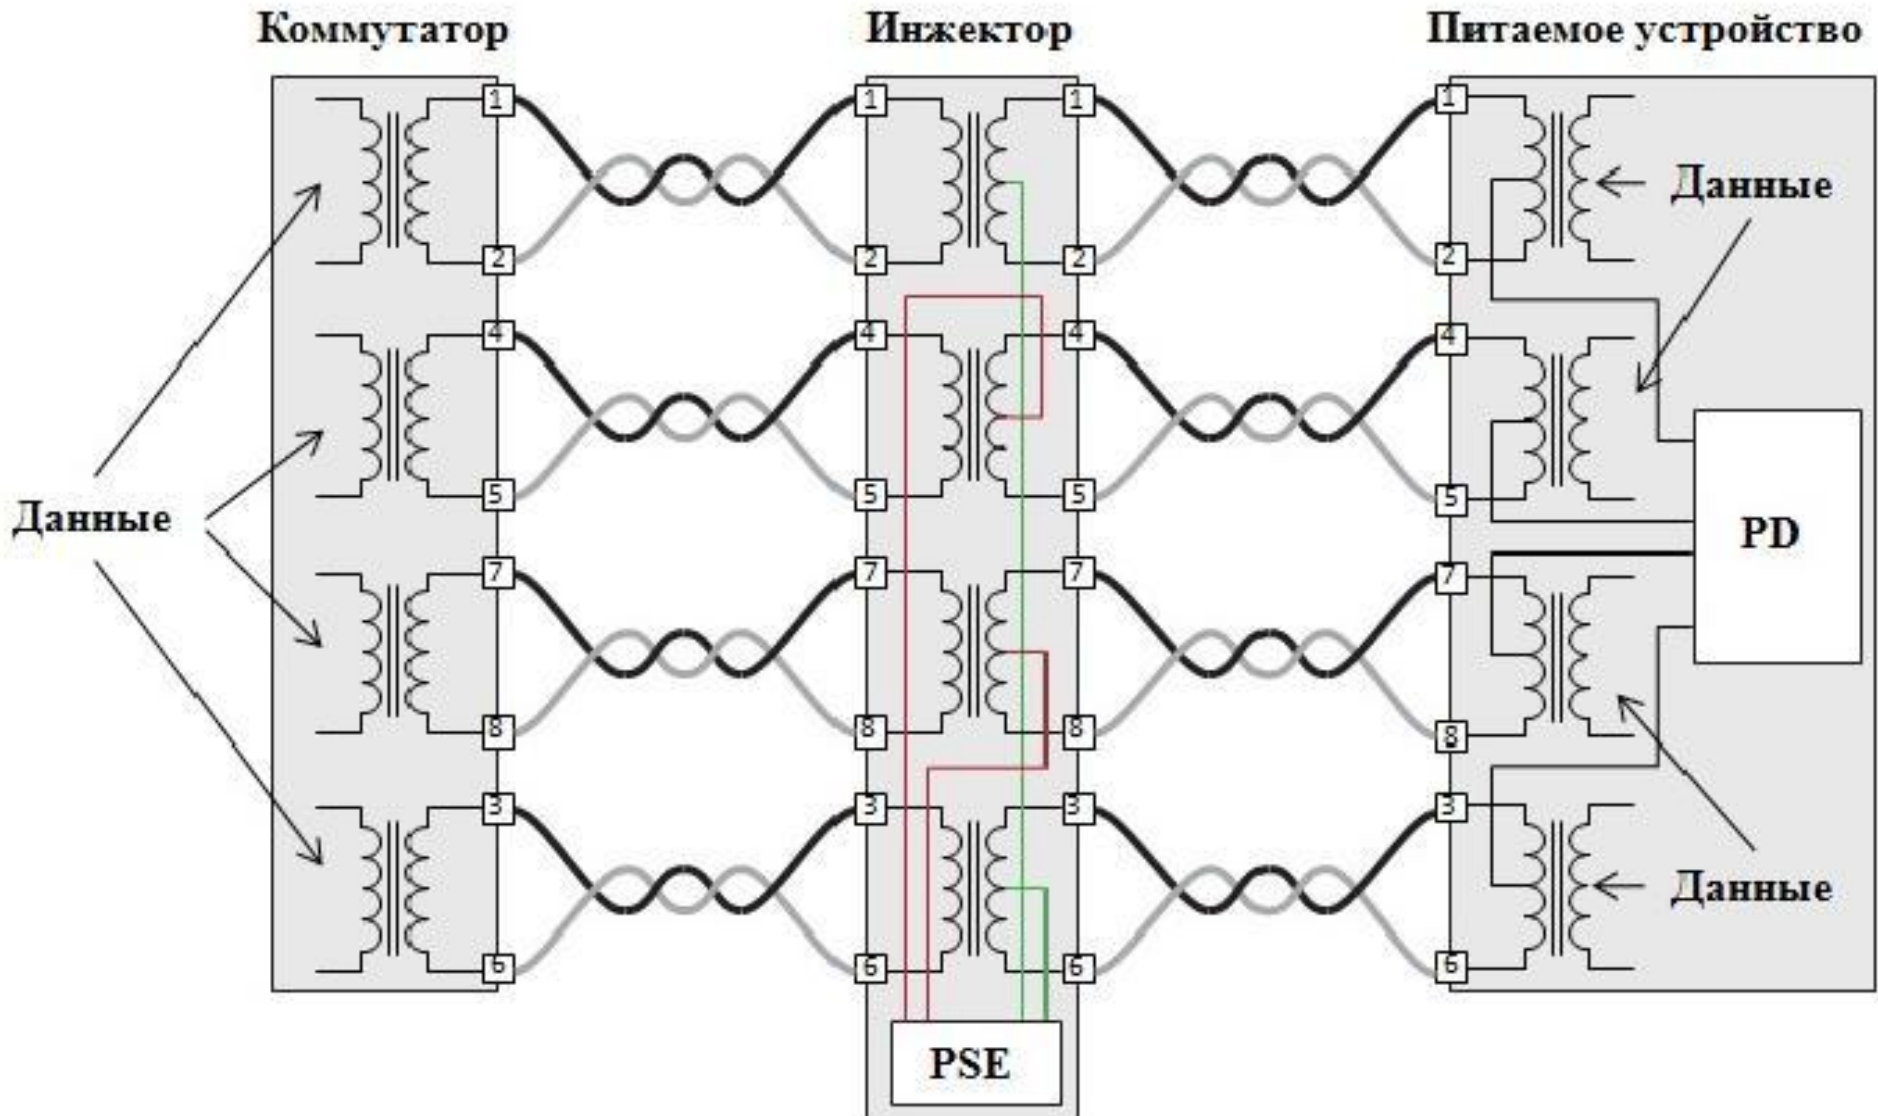 Коммутатор Инжектор Питаемое устройство
1 1 1 1
Данные
2 2 2 2
4 4 4 4
5 5 5 5
Данные
PD
7 7 7 7
8 8 8 8
3 3 3 3
Данные
6 6 6 6
PSE